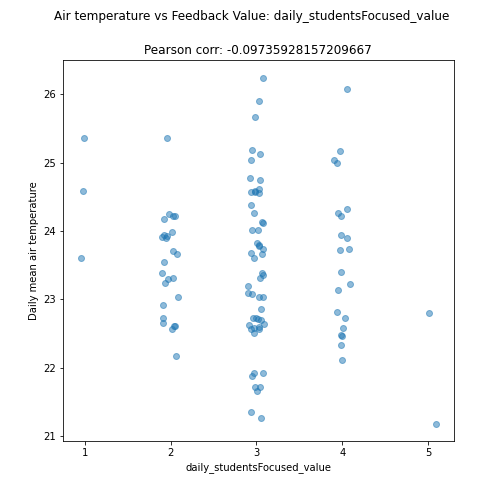 Air temperature vs Feedback Value: daily_studentsFocused_value
Pearson corr: -0.09735928157209667
26
25
24
23
22
21
Daily mean air temperature
1 2 3 4 5
daily_studentsFocused_value